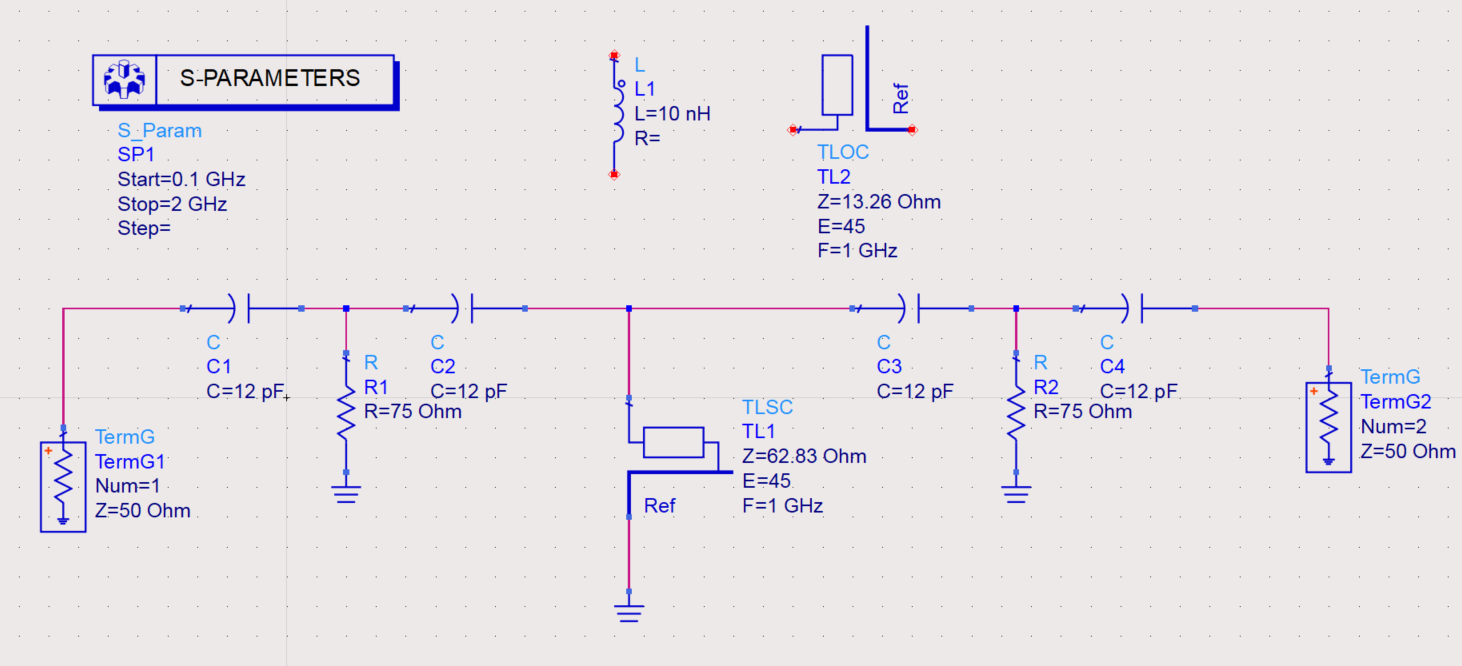 S-PARAMETERS
S_Param
SP1
Start=0.1 GHz
Stop=2 GHz
Step=
L
L1
L=10 nH
R=
Ref
TLOC
TL2
Z=13.26 Ohm
E=45
F=1 GHz
C
C1
C=12 pF
R
R1
R=75 Ohm
C
C2
C=12 pF
C
C3
C=12 pF
R
R2
R=75 Ohm
C
C4
C=12 pF
TermG
TermG1
Num=1
Z=50 Ohm
TLSC
TL1
Z=62.83 Ohm
E=45
F=1 GHz
Ref
TermG
TermG2
Num=2
Z=50 Ohm